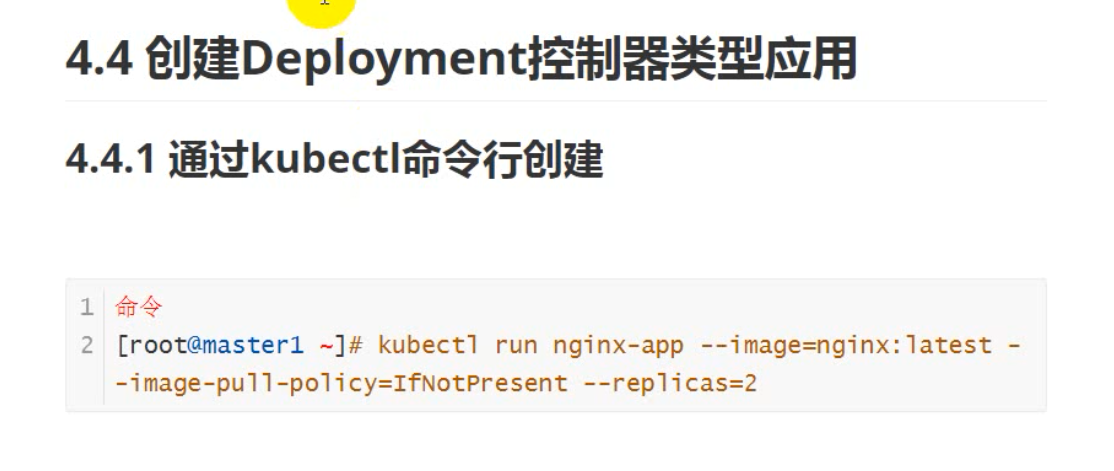 4.4 创建Deployment控制器类型应用
4.4.1 通过kubectl命令行创建
1 命令
2 [root@master1 ~]# kubectl run nginx-app --image=nginx:latest -
-image-pull-policy=IfNotPresent --replicas=2